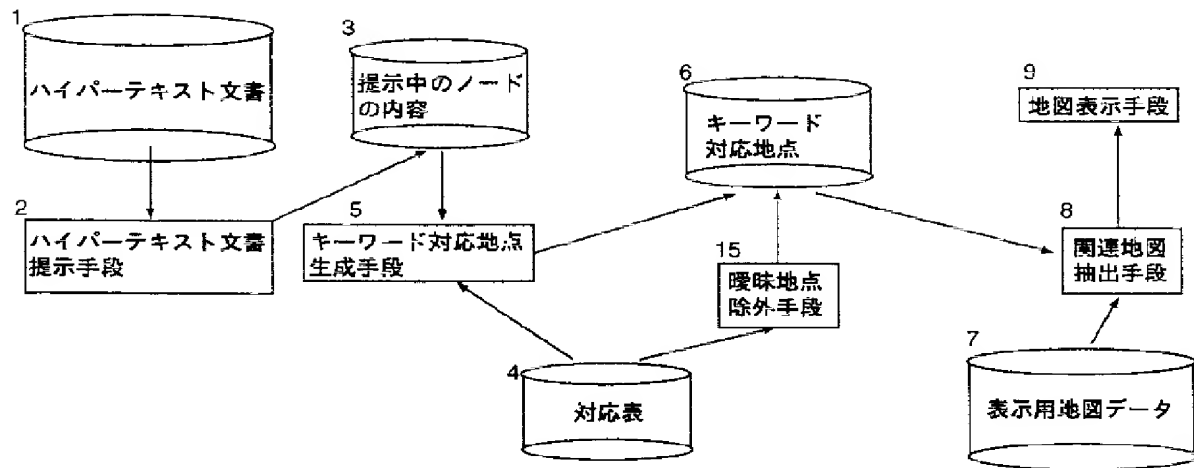 1
ハイパーテキスト文書
2
ハイパーテキスト文書
提示手段
3
提示中のノード
の内容
5
キーワード対応地点
生成手段
4
対応表
6
キーワード
対応地点
15
曖昧地点
除外手段
9
地図表示手段
8
関連地図
抽出手段
7
表示用地図データ